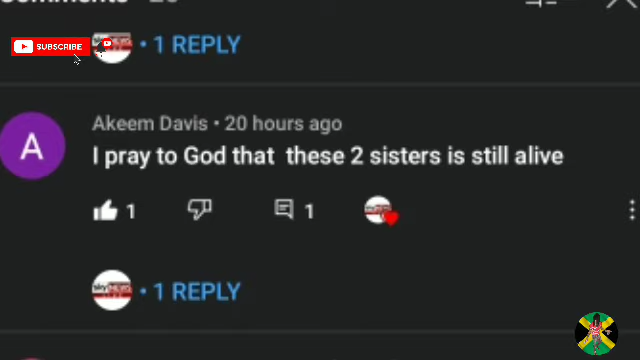 SUBSCRIBE
• 1 REPLY
A
Akeem Davis • 20 hours ago
I pray to God that these 2 sisters is still alive
1
1
• 1 REPLY